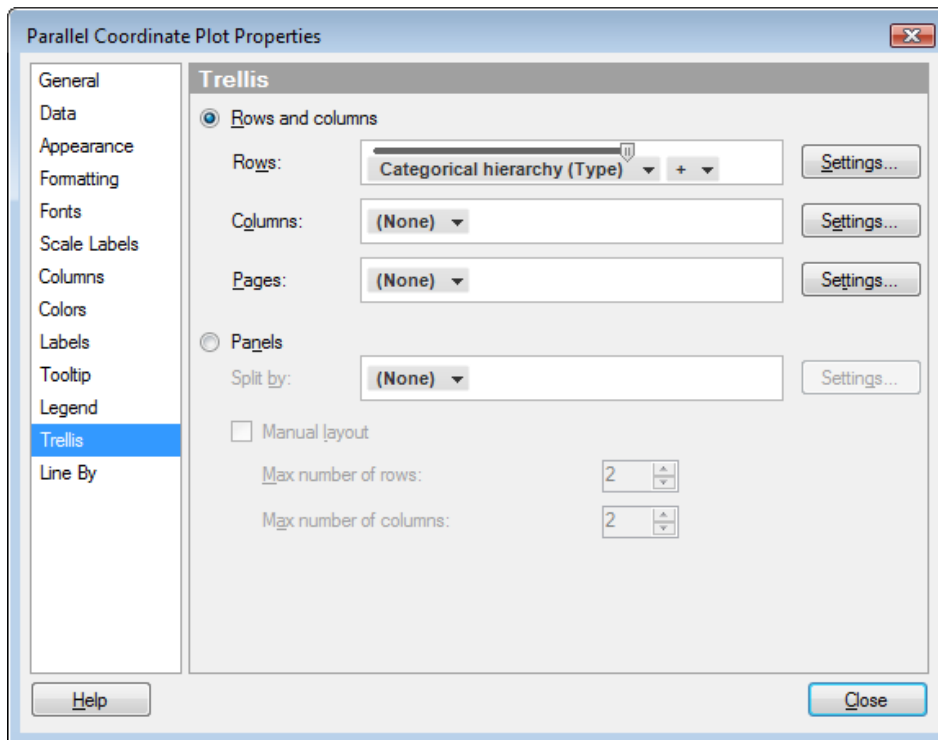 Parallel Coordinate Plot Properties
General
Data
Appearance
Formatting
Fonts
Scale Labels
Columns
Colors
Labels
Tooltip
Legend
Trellis
Line By
Trellis
Rows and columns
Rows: Categorical hierarchy (Type) + Settings...
Columns: (None) Settings...
Pages: (None) Settings...
Panels
Split by: (None) Settings...
Manual layout
Max number of rows: 2
Max number of columns: 2
Help
Close